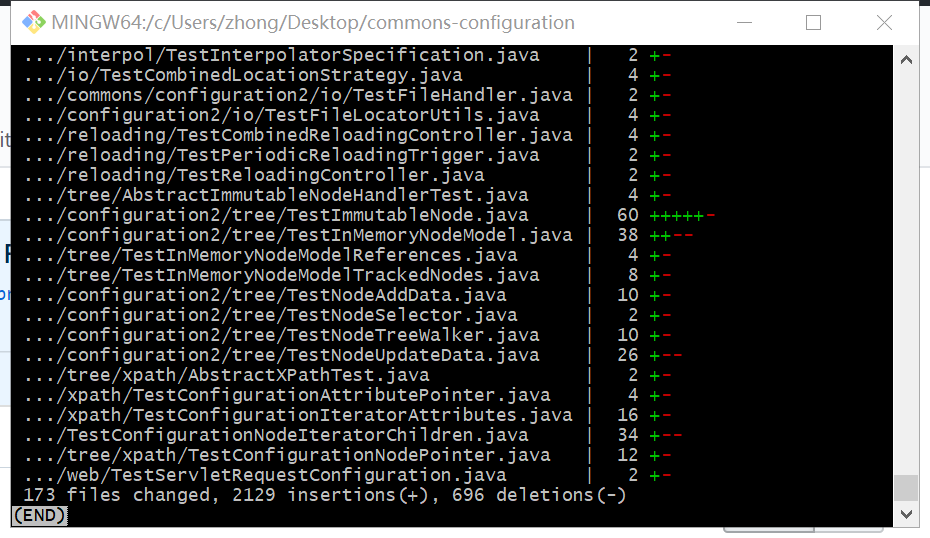 MINGW64:/c/Users/zhong/Desktop/commons-configuration
.../interpol/TestInterpolatorSpecification.java | 2 +-
.../io/TestCombinedLocationStrategy.java | 4 +-
.../commons/configuration2/io/TestFileHandler.java | 2 +-
.../configuration2/io/TestFileLocatorUtils.java | 4 +-
.../reloading/TestCombinedReloadingController.java | 4 +-
.../reloading/TestPeriodicReloadingTrigger.java | 2 +-
.../reloading/TestReloadingController.java | 2 +-
.../tree/AbstractImmutableNodeHandlerTest.java | 4 +-
.../configuration2/tree/TestImmutableNode.java | 60 +++++-
.../configuration2/tree/TestInMemoryNodeModel.java | 38 ++--
.../tree/TestInMemoryNodeModelReferences.java | 4 +-
.../tree/TestInMemoryNodeModelTrackedNodes.java | 8 +-
.../configuration2/tree/TestNodeAddData.java | 10 +-
.../configuration2/tree/TestNodeSelector.java | 2 +-
.../configuration2/tree/TestNodeTreeWalker.java | 10 +-
.../configuration2/tree/TestNodeUpdateData.java | 26 +--
.../tree/xpath/AbstractXPathTest.java | 2 +-
.../xpath/TestConfigurationAttributePointer.java | 4 +-
.../xpath/TestConfigurationIteratorAttributes.java | 16 +-
.../TestConfigurationNodeIteratorChildren.java | 34 +--
.../tree/xpath/TestConfigurationNodePointer.java | 12 +-
.../web/TestServletRequestConfiguration.java | 2 +-
173 files changed, 2129 insertions(+), 696 deletions(-)
(END)